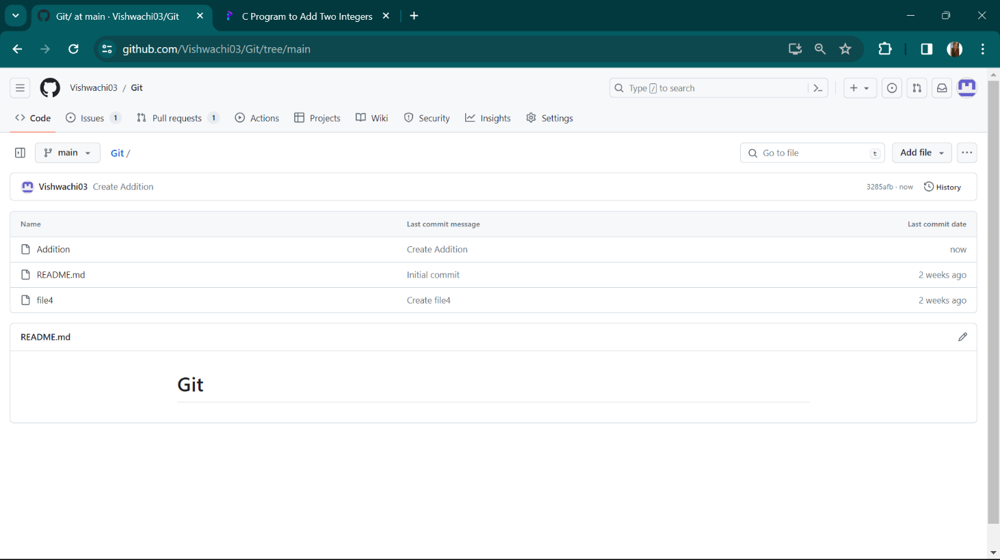 Git/ at main · Vishwachi03/Git
C Program to Add Two Integers
github.com/Vishwachi03/Git/tree/main
Vishwachi03 / Git
Type / to search
Code
Issues 1
Pull requests 1
Actions
Projects
Wiki
Security
Insights
Settings
main
Git /
Go to file
t
Add file
Vishwachi03 Create Addition
3285afb · now
History
Name Last commit message Last commit date
Addition Create Addition now
README.md Initial commit 2 weeks ago
file4 Create file4 2 weeks ago
README.md
Git